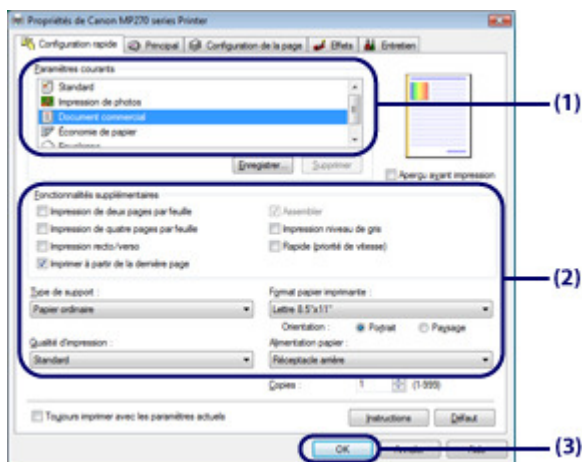 Propriétés de Canon MP270 series Printer
Configuration rapide Principal Configuration de la page Effets Entretien
Paramètres courants
Standard
Impression de photos
Document commercial
Économie de papier
(1)
Enregistrer... Supprimer
Aperçu avant impression
Fonctionnalités supplémentaires
Impression de deux pages par feuille Assembler
Impression de quatre pages par feuille Impression niveau de gris
Impression recto/verso Rapide (priorité de vitesse)
Imprimer à partir de la dernière page
(2)
Type de support : Format papier imprimante :
Papier ordinaire Lettre 8.5"x11"
Orientation : Portrait Paysage
Qualité d'impression : Alimentation papier :
Standard Réceptacle arrière
Copies : 1 (1-999)
Toujours imprimer avec les paramètres actuels Instructions Défaut
OK
(3)